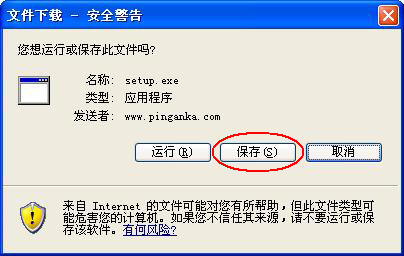 文件下载 - 安全警告
您想运行或保存此文件吗?
名称: setup.exe
类型: 应用程序
发送者: www.pinganka.com
运行(R) 保存(S) 取消
来自 Internet 的文件可能对您有所帮助,但此文件类型可
能危害您的计算机。如果您不信任其来源,请不要运行或保
存该软件。有何风险?